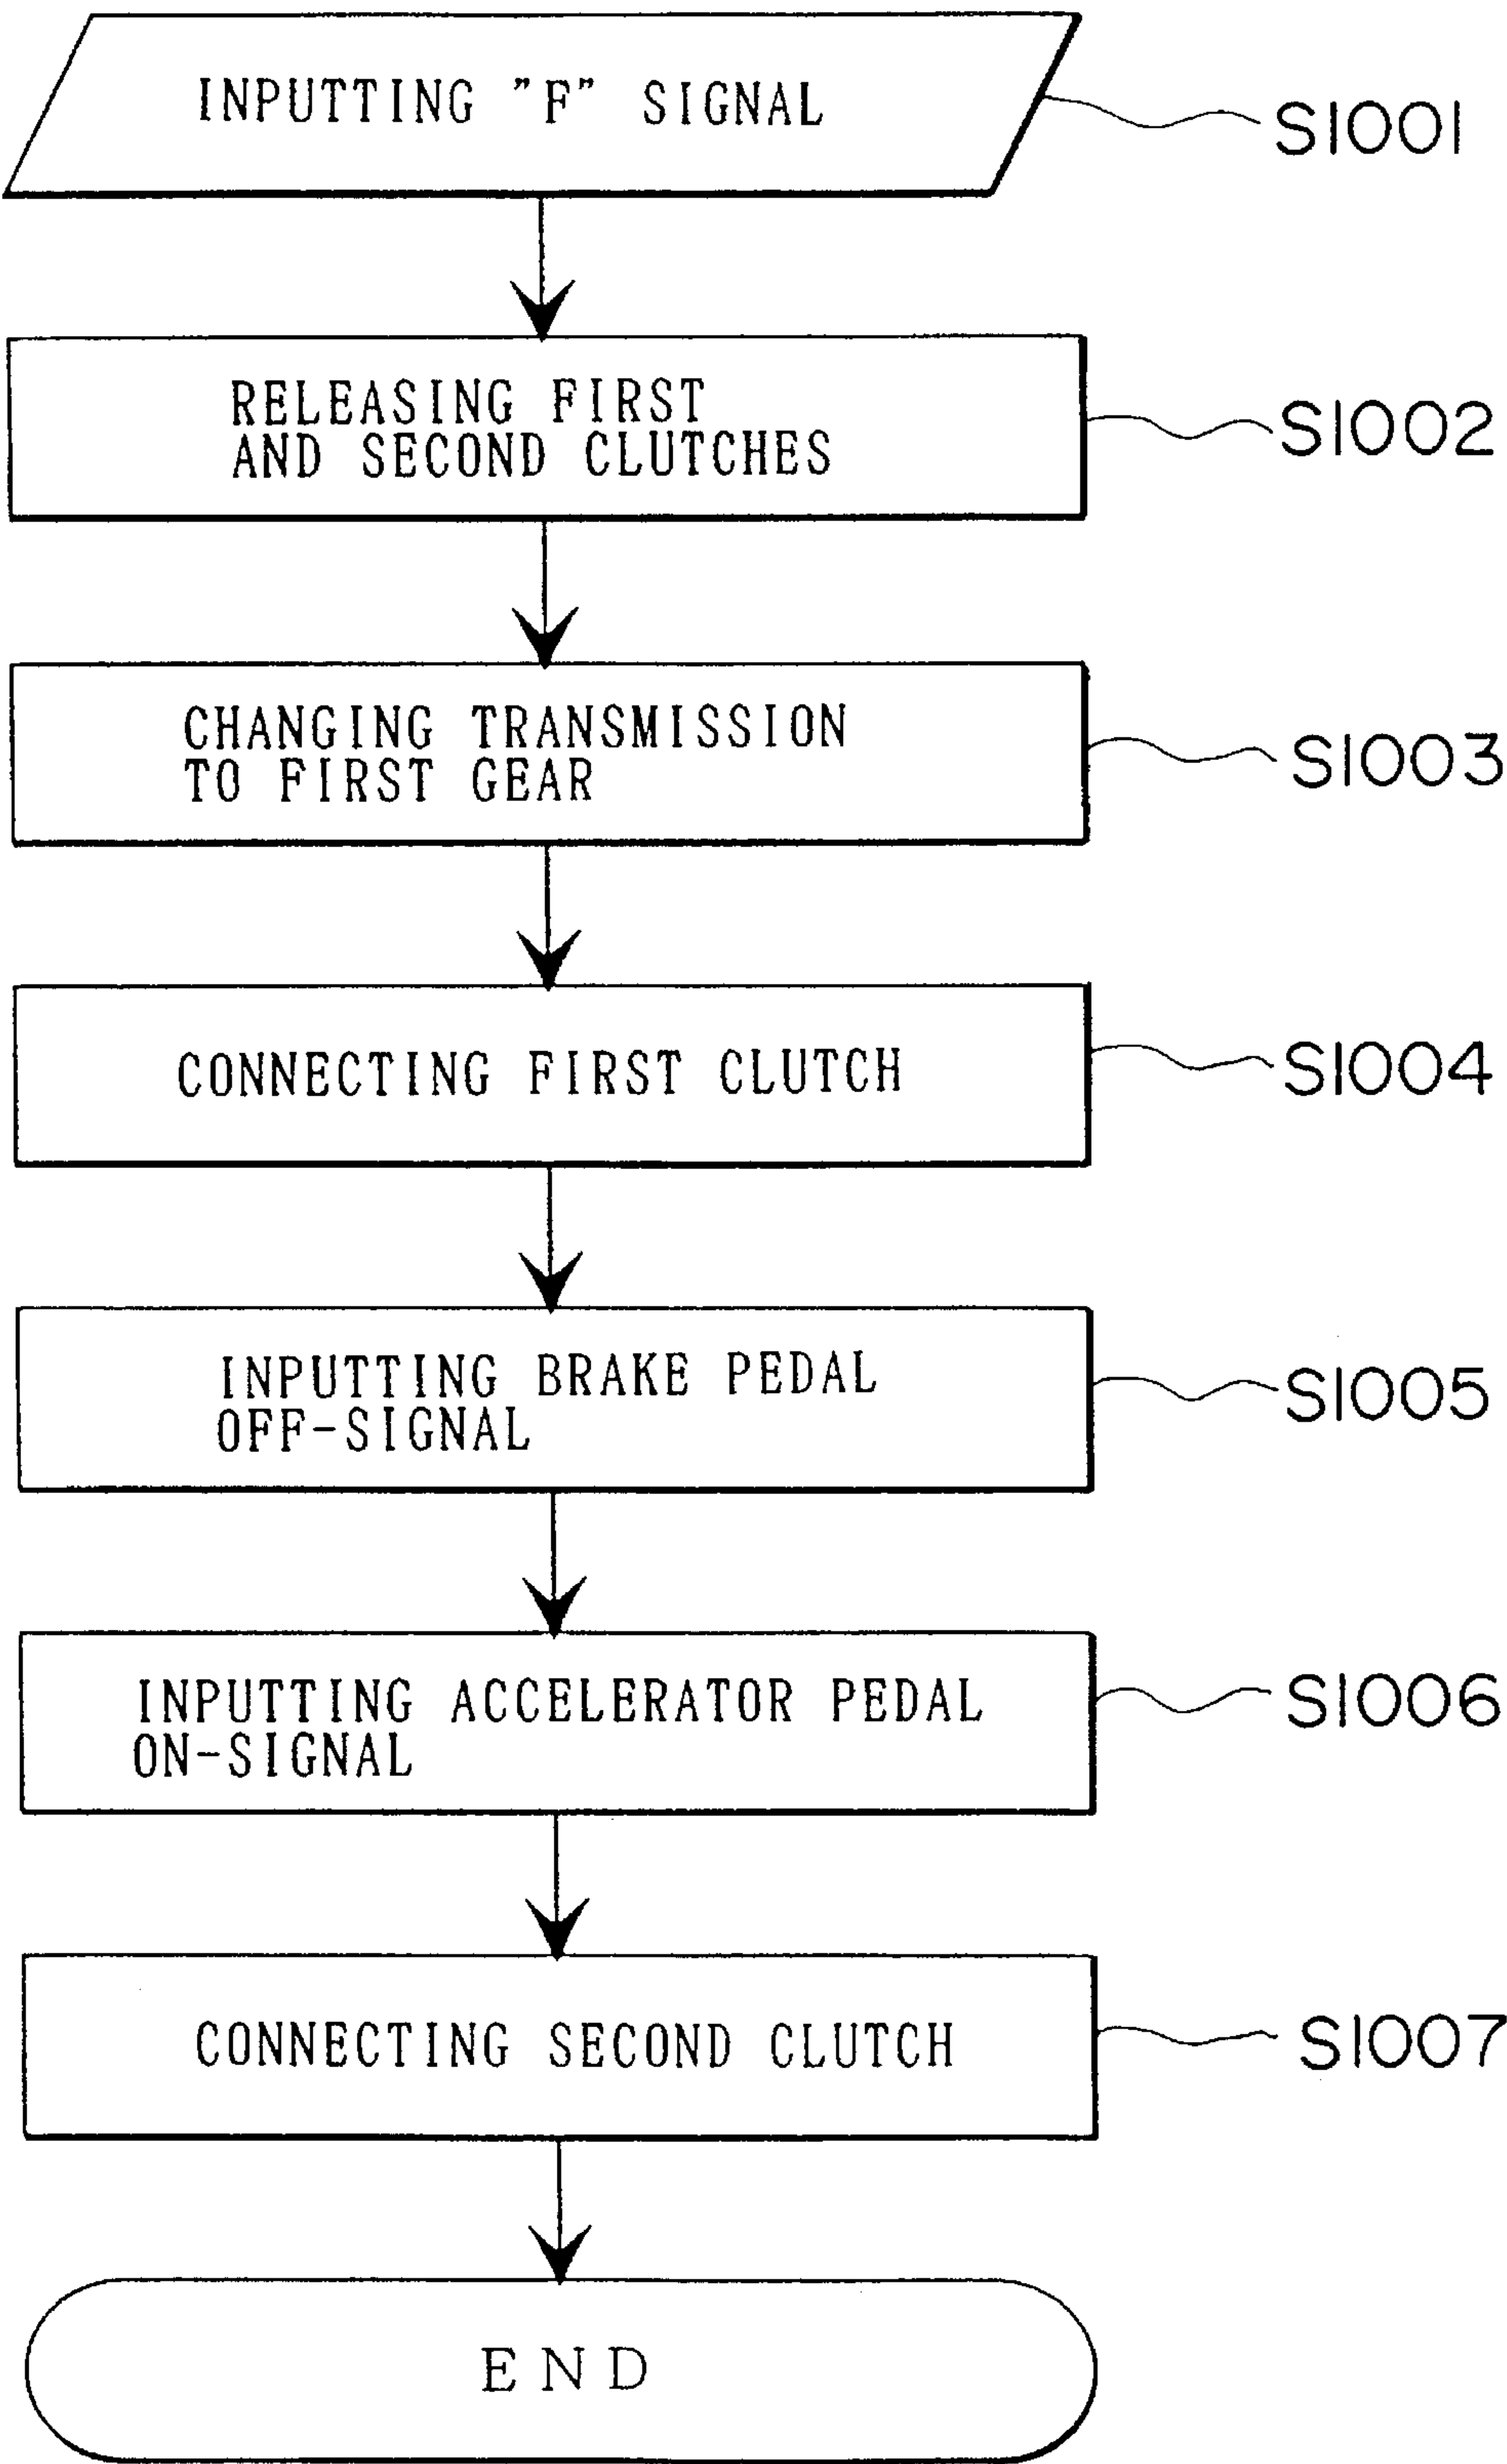 INPUTTING "F" SIGNAL
S1001
RELEASING FIRST
AND SECOND CLUTCHES
S1002
CHANGING TRANSMISSION
TO FIRST GEAR
S1003
CONNECTING FIRST CLUTCH
S1004
INPUTTING BRAKE PEDAL
OFF-SIGNAL
S1005
INPUTTING ACCELERATOR PEDAL
ON-SIGNAL
S1006
CONNECTING SECOND CLUTCH
S1007
END